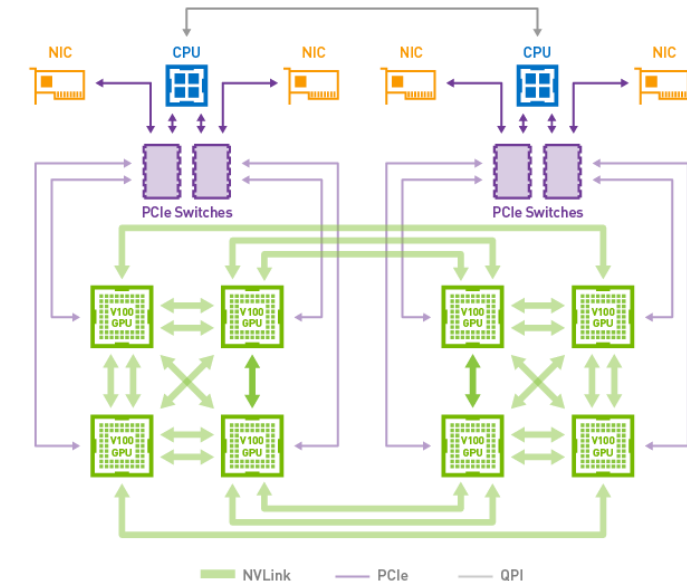 NIC
CPU
NIC
NIC
CPU
NIC
PCIe Switches
PCIe Switches
V100
GPU
V100
GPU
V100
GPU
V100
GPU
V100
GPU
V100
GPU
V100
GPU
V100
GPU
NVLink
PCIe
QPI